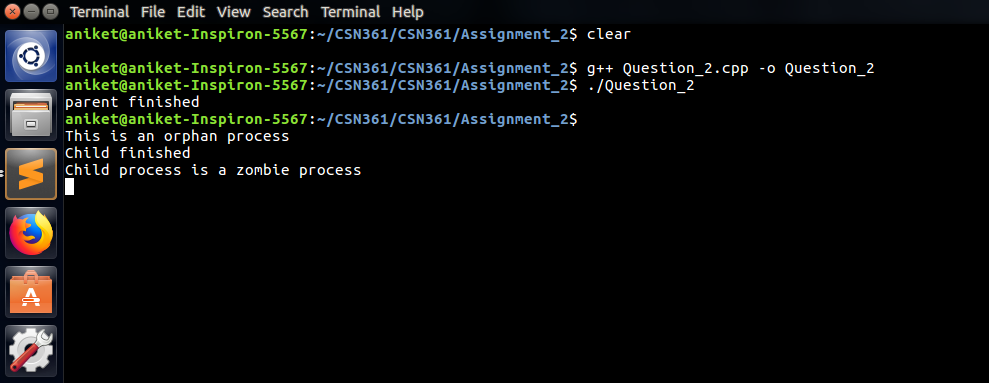 Terminal File Edit View Search Terminal Help
aniket@aniket-Inspiron-5567:~/CSN361/CSN361/Assignment_2$ clear
aniket@aniket-Inspiron-5567:~/CSN361/CSN361/Assignment_2$ g++ Question_2.cpp -o Question_2
aniket@aniket-Inspiron-5567:~/CSN361/CSN361/Assignment_2$ ./Question_2
parent finished
aniket@aniket-Inspiron-5567:~/CSN361/CSN361/Assignment_2$
This is an orphan process
Child finished
Child process is a zombie process